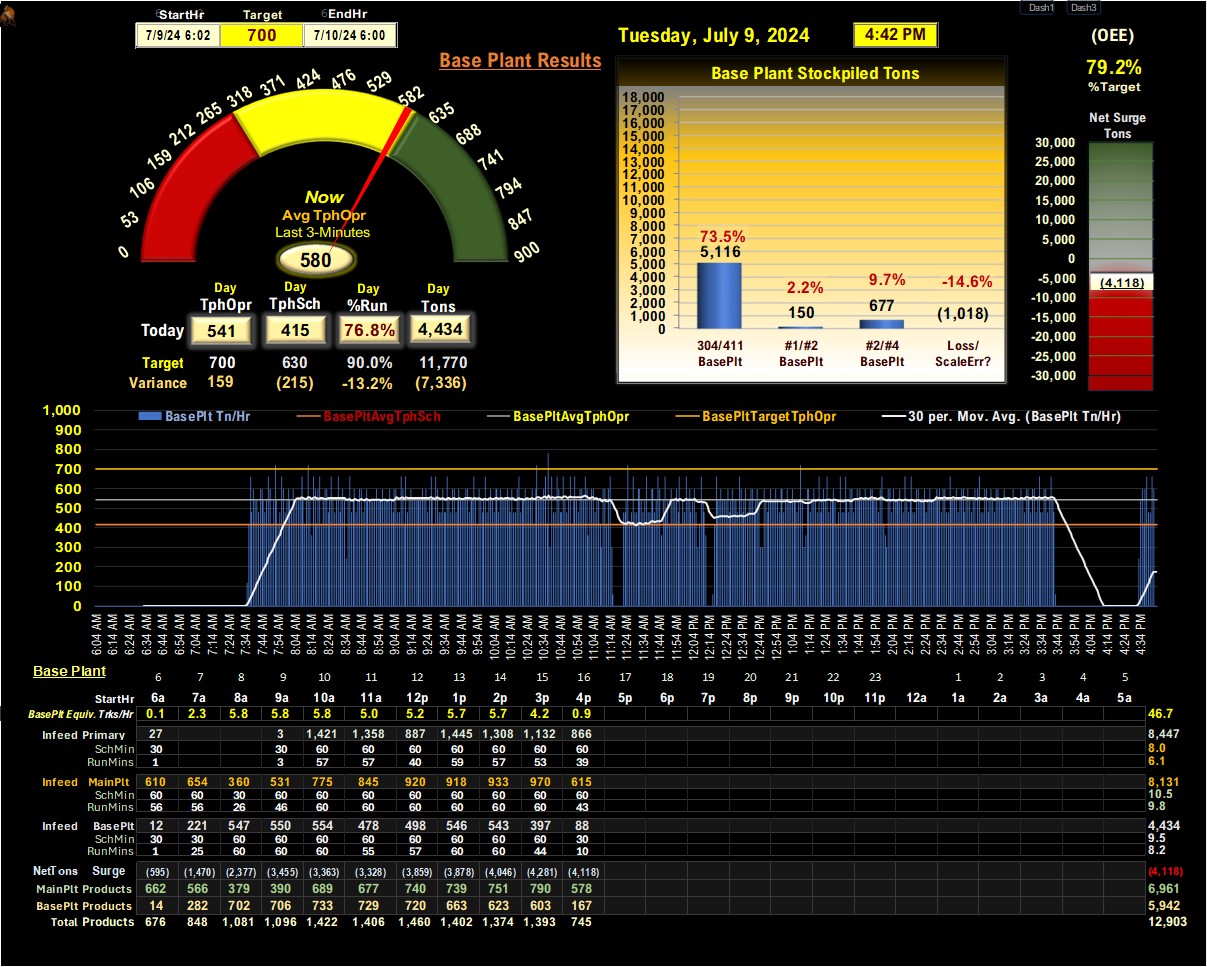 Dash1 Dash3
StartHr Target EndHr
7/9/24 6:02 700 7/10/24 6:00
Tuesday, July 9, 2024 4:42 PM
(OEE)
79.2%
%Target
Base Plant Results
0 53 106 159 212 265 318 371 424 476 529 582 635 688 741 794 847 900
Now
Avg TphOpr
Last 3-Minutes
580
Day Day Day Day
TphOpr TphSch %Run Tons
Today 541 415 76.8% 4,434
Target 700 630 90.0% 11,770
Variance 159 (215) -13.2% (7,336)
Base Plant Stockpiled Tons
18,000
17,000
16,000
15,000
14,000
13,000
12,000
11,000
10,000
9,000
8,000
7,000
6,000
5,000
4,000
3,000
2,000
1,000
0
73.5% 2.2% 9.7% -14.6%
5,116 150 677 (1,018)
304/411 #1/#2 #2/#4 Loss/
BasePlt BasePlt BasePlt ScaleErr?
Net Surge
Tons
30,000
25,000
20,000
15,000
10,000
5,000
0
-5,000
-10,000
-15,000
-20,000
-25,000
-30,000
(4,118)
BasePlt Tn/Hr BasePltAvgTphSch BasePltAvgTphOpr BasePltTargetTphOpr 30 per. Mov. Avg. (BasePlt Tn/Hr)
1,000
900
800
700
600
500
400
300
200
100
0
6:04 AM 6:14 AM 6:24 AM 6:34 AM 6:44 AM 6:54 AM 7:04 AM 7:14 AM 7:24 AM 7:34 AM 7:44 AM 7:54 AM 8:04 AM 8:14 AM 8:24 AM 8:34 AM 8:44 AM 8:54 AM 9:04 AM 9:14 AM 9:24 AM 9:34 AM 9:44 AM 9:54 AM 10:04 AM 10:14 AM 10:24 AM 10:34 AM 10:44 AM 10:54 AM 11:04 AM 11:14 AM 11:24 AM 11:34 AM 11:44 AM 11:54 AM 12:04 PM 12:14 PM 12:24 PM 12:34 PM 12:44 PM 12:54 PM 1:04 PM 1:14 PM 1:24 PM 1:34 PM 1:44 PM 1:54 PM 2:04 PM 2:14 PM 2:24 PM 2:34 PM 2:44 PM 2:54 PM 3:04 PM 3:14 PM 3:24 PM 3:34 PM 3:44 PM 3:54 PM 4:04 PM 4:14 PM 4:24 PM 4:34 PM
Base Plant 6 7 8 9 10 11 12 13 14 15 16 17 18 19 20 21 22 23 1 2 3 4 5
StartHr 6a 7a 8a 9a 10a 11a 12p 1p 2p 3p 4p 5p 6p 7p 8p 9p 10p 11p 12a 1a 2a 3a 4a 5a
BasePlt Equiv. Trks/Hr 0.1 2.3 5.8 5.8 5.8 5.0 5.2 5.7 5.7 4.2 0.9 46.7
Infeed Primary 27 3 1,421 1,358 887 1,445 1,308 1,132 866 8,447
SchMin 30 30 60 60 60 60 60 60 60 8.0
RunMins 1 3 57 57 40 59 57 53 39 6.1
Infeed MainPlt 610 654 360 531 775 845 920 918 933 970 615 8,131
SchMin 60 60 30 60 60 60 60 60 60 60 60 10.5
RunMins 56 56 26 46 60 60 60 60 60 60 43 9.8
Infeed BasePlt 12 221 547 550 554 478 498 546 543 397 88 4,434
SchMin 30 30 60 60 60 60 60 60 60 60 30 9.5
RunMins 1 25 60 60 60 55 57 60 60 44 10 8.2
NetTons Surge (595) (1,470) (2,377) (3,455) (3,363) (3,328) (3,859) (3,878) (4,046) (4,281) (4,118) (4,118)
MainPlt Products 662 566 379 390 689 677 740 739 751 790 578 6,961
BasePlt Products 14 282 702 706 733 729 720 663 623 603 167 5,942
Total Products 676 848 1,081 1,096 1,422 1,406 1,460 1,402 1,374 1,393 745 12,903